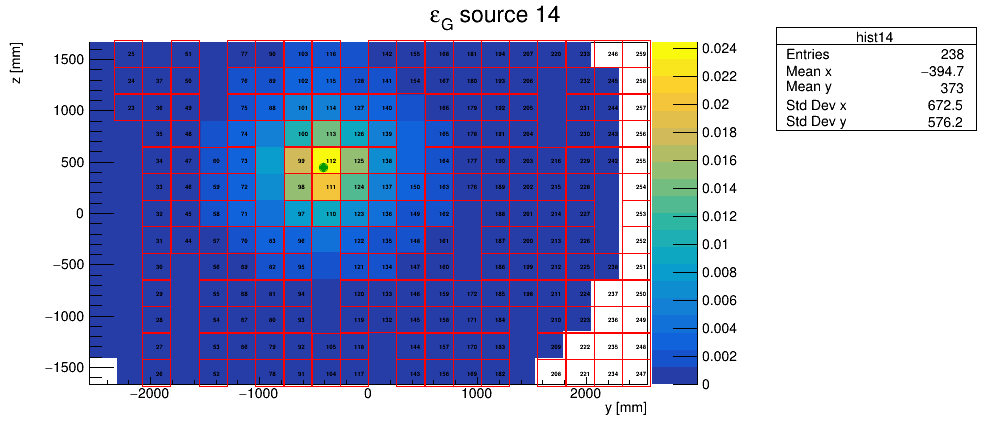 ε_G source 14
z [mm]
hist14
Entries 238
Mean x −394.7
Mean y 373
Std Dev x 672.5
Std Dev y 576.2
25 51 77 90 103 116 142 155 168 181 194 207 220 233 246 259
24 37 50 76 89 102 115 128 141 154 167 180 193 206 232 245 258
23 36 49 75 88 101 114 127 140 166 179 192 205 231 244 257
35 48 74 100 113 126 139 165 178 191 204 230 243 256
34 47 60 73 99 112 125 138 164 177 190 203 216 229 242 255
33 46 59 72 98 111 124 137 150 163 176 189 202 215 228 254
32 45 58 71 97 110 123 136 149 162 188 201 214 227 253
31 44 57 70 83 96 122 135 148 161 187 200 213 226 252
30 56 69 82 95 121 134 147 160 186 199 212 225 238 251
29 55 68 81 94 120 133 146 159 172 185 198 211 224 237 250
28 54 67 80 93 119 132 145 158 171 184 210 223 236 249
27 53 79 92 105 118 144 157 170 183 209 222 235 248
26 52 78 91 104 117 143 156 169 182 208 221 234 247
1500
1000
500
0
−500
−1000
−1500
−2000 −1000 0 1000 2000
y [mm]
0.024
0.022
0.02
0.018
0.016
0.014
0.012
0.01
0.008
0.006
0.004
0.002
0